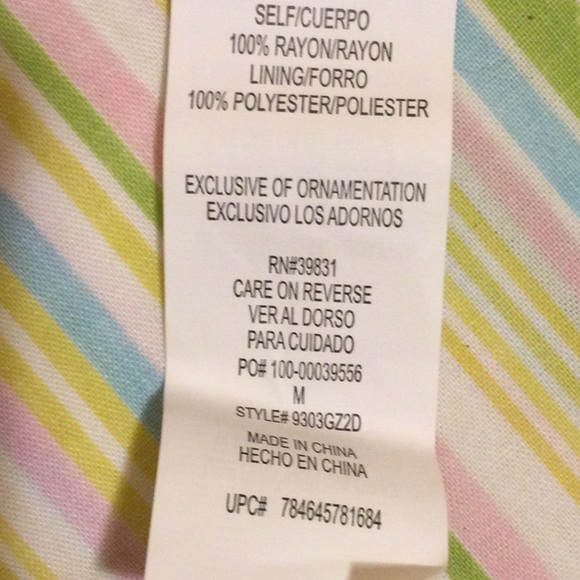 SELF/CUERPO
100% RAYON/RAYON
LINING/FORRO
100% POLYESTER/POLIESTER
EXCLUSIVE OF ORNAMENTATION
EXCLUSIVO LOS ADORNOS
RN#39831
CARE ON REVERSE
VER AL DORSO
PARA CUIDADO
PO# 100-00039556
M
STYLE# 9303GZ2D
MADE IN CHINA
HECHO EN CHINA
UPC# 784645781684